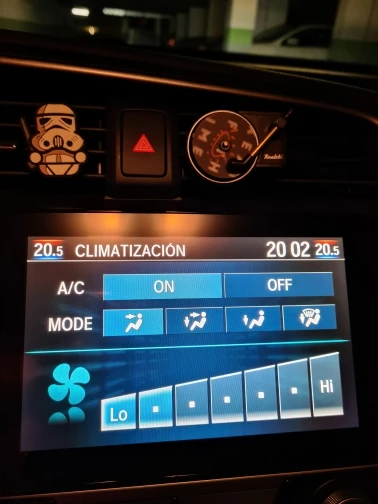 20.5 CLIMATIZACIÓN 20 02 20.5
A/C ON OFF
MODE
Lo Hi